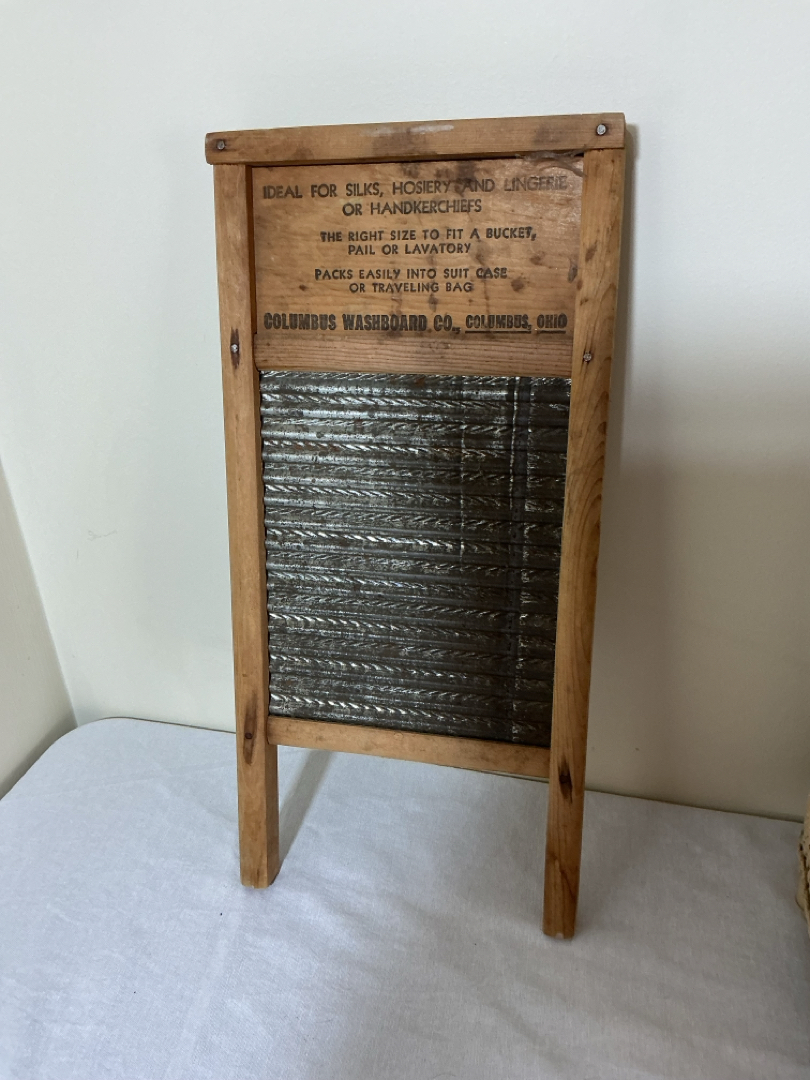 IDEAL FOR SILKS, HOSIERY AND LINGERIE
OR HANDKERCHIEFS
THE RIGHT SIZE TO FIT A BUCKET,
PAIL OR LAVATORY
PACKS EASILY INTO SUIT CASE
OR TRAVELING BAG
COLUMBUS WASHBOARD CO., COLUMBUS, OHIO